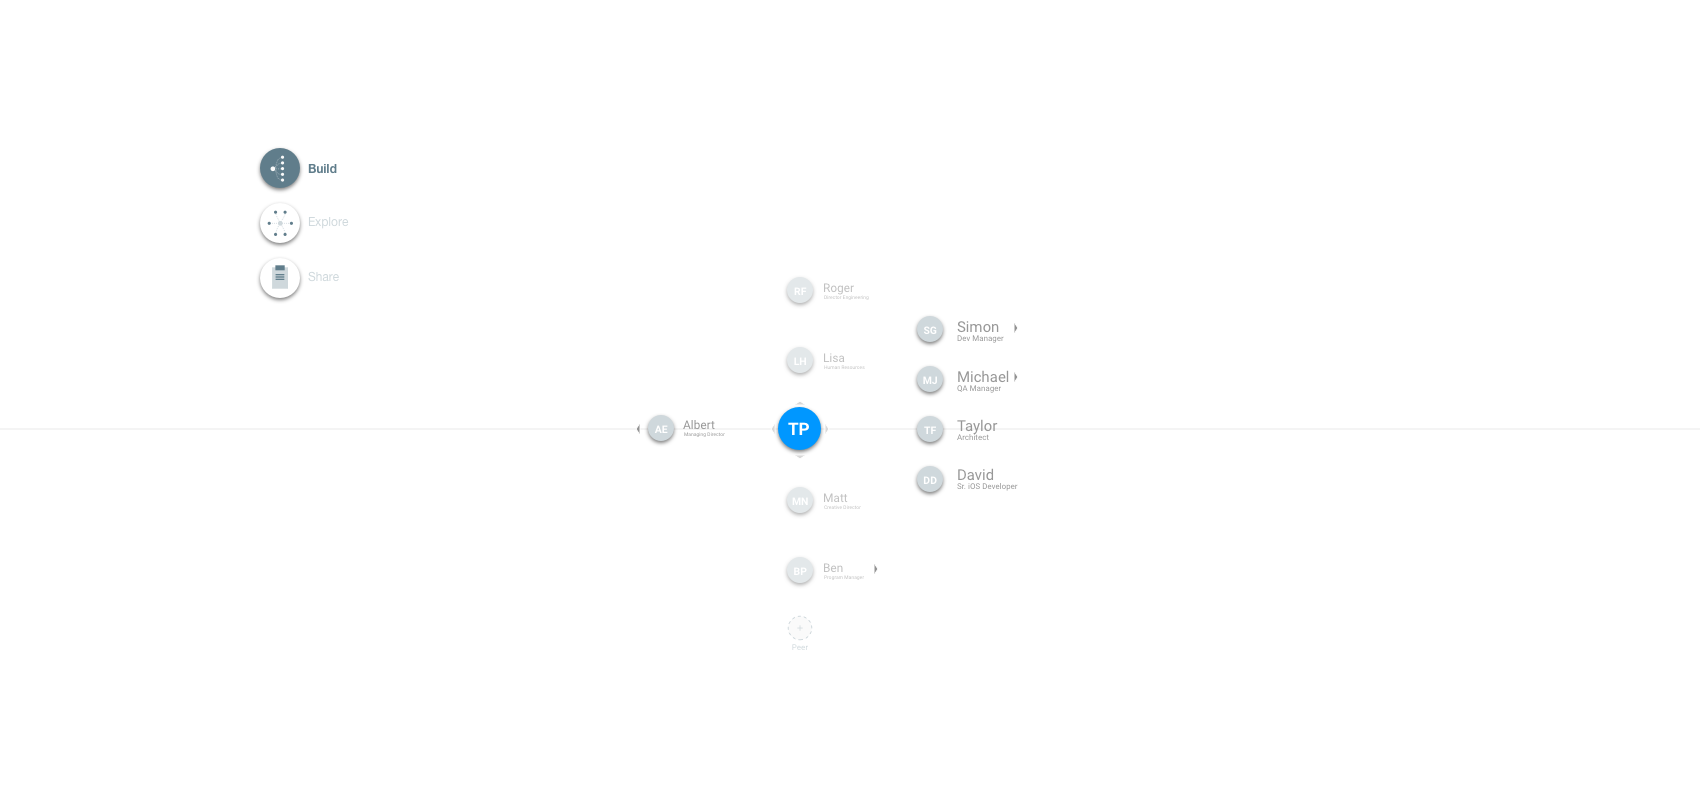 Build
Explore
Share
RF
Roger
Director Engineering
LH
Lisa
Human Resources
AE
Albert
Managing Director
TP
MN
Matt
Creative Director
BP
Ben
Program Manager
Peer
SG
Simon
Dev Manager
MJ
Michael
QA Manager
TF
Taylor
Architect
DD
David
Sr. iOS Developer